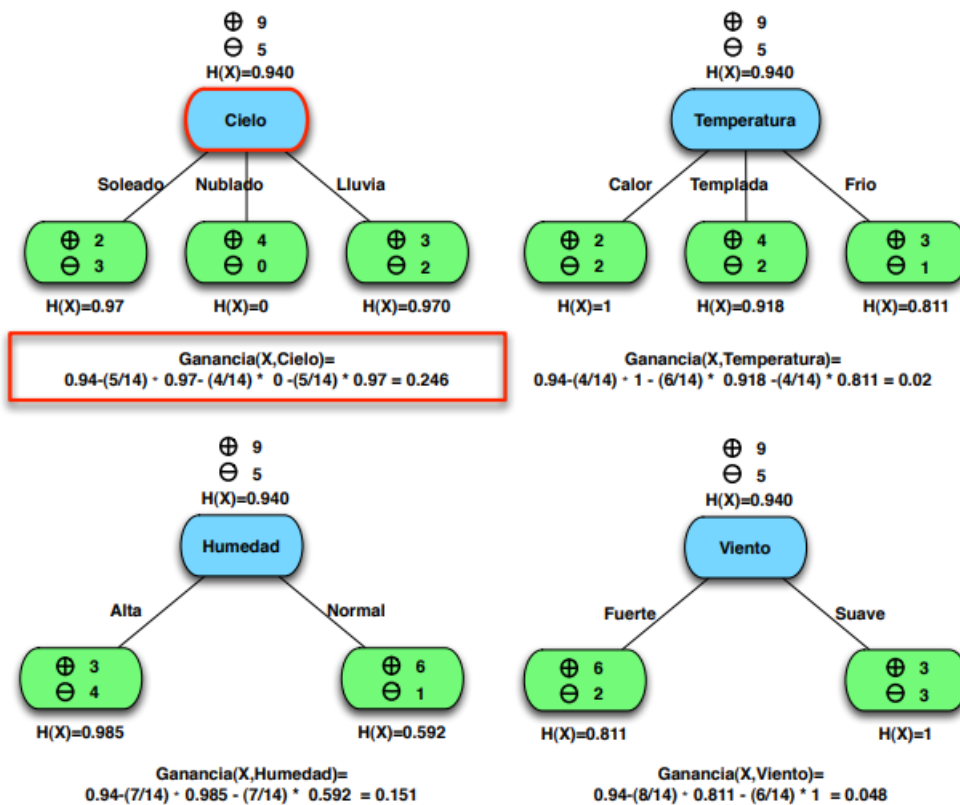 ⊕ 9
⊖ 5
H(X)=0.940
Cielo
Soleado Nublado Lluvia
⊕ 2
⊖ 3
⊕ 4
⊖ 0
⊕ 3
⊖ 2
H(X)=0.97 H(X)=0 H(X)=0.970
Ganancia(X,Cielo)=
0.94-(5/14) * 0.97- (4/14) * 0 -(5/14) * 0.97 = 0.246
⊕ 9
⊖ 5
H(X)=0.940
Temperatura
Calor Templada Frio
⊕ 2
⊖ 2
⊕ 4
⊖ 2
⊕ 3
⊖ 1
H(X)=1 H(X)=0.918 H(X)=0.811
Ganancia(X,Temperatura)=
0.94-(4/14) * 1 - (6/14) * 0.918 -(4/14) * 0.811 = 0.02
⊕ 9
⊖ 5
H(X)=0.940
Humedad
Alta Normal
⊕ 3
⊖ 4
⊕ 6
⊖ 1
H(X)=0.985 H(X)=0.592
Ganancia(X,Humedad)=
0.94-(7/14) * 0.985 - (7/14) * 0.592 = 0.151
⊕ 9
⊖ 5
H(X)=0.940
Viento
Fuerte Suave
⊕ 6
⊖ 2
⊕ 3
⊖ 3
H(X)=0.811 H(X)=1
Ganancia(X,Viento)=
0.94-(8/14) * 0.811 - (6/14) * 1 = 0.048